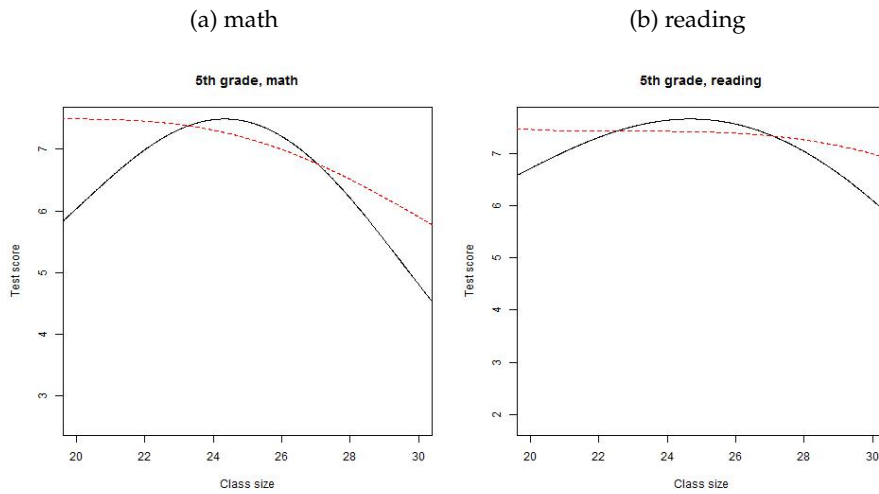 (a) math
(b) reading
5th grade, math
Test score
7
6
5
4
3
20 22 24 26 28 30
Class size
5th grade, reading
Test score
7
6
5
4
3
2
20 22 24 26 28 30
Class size